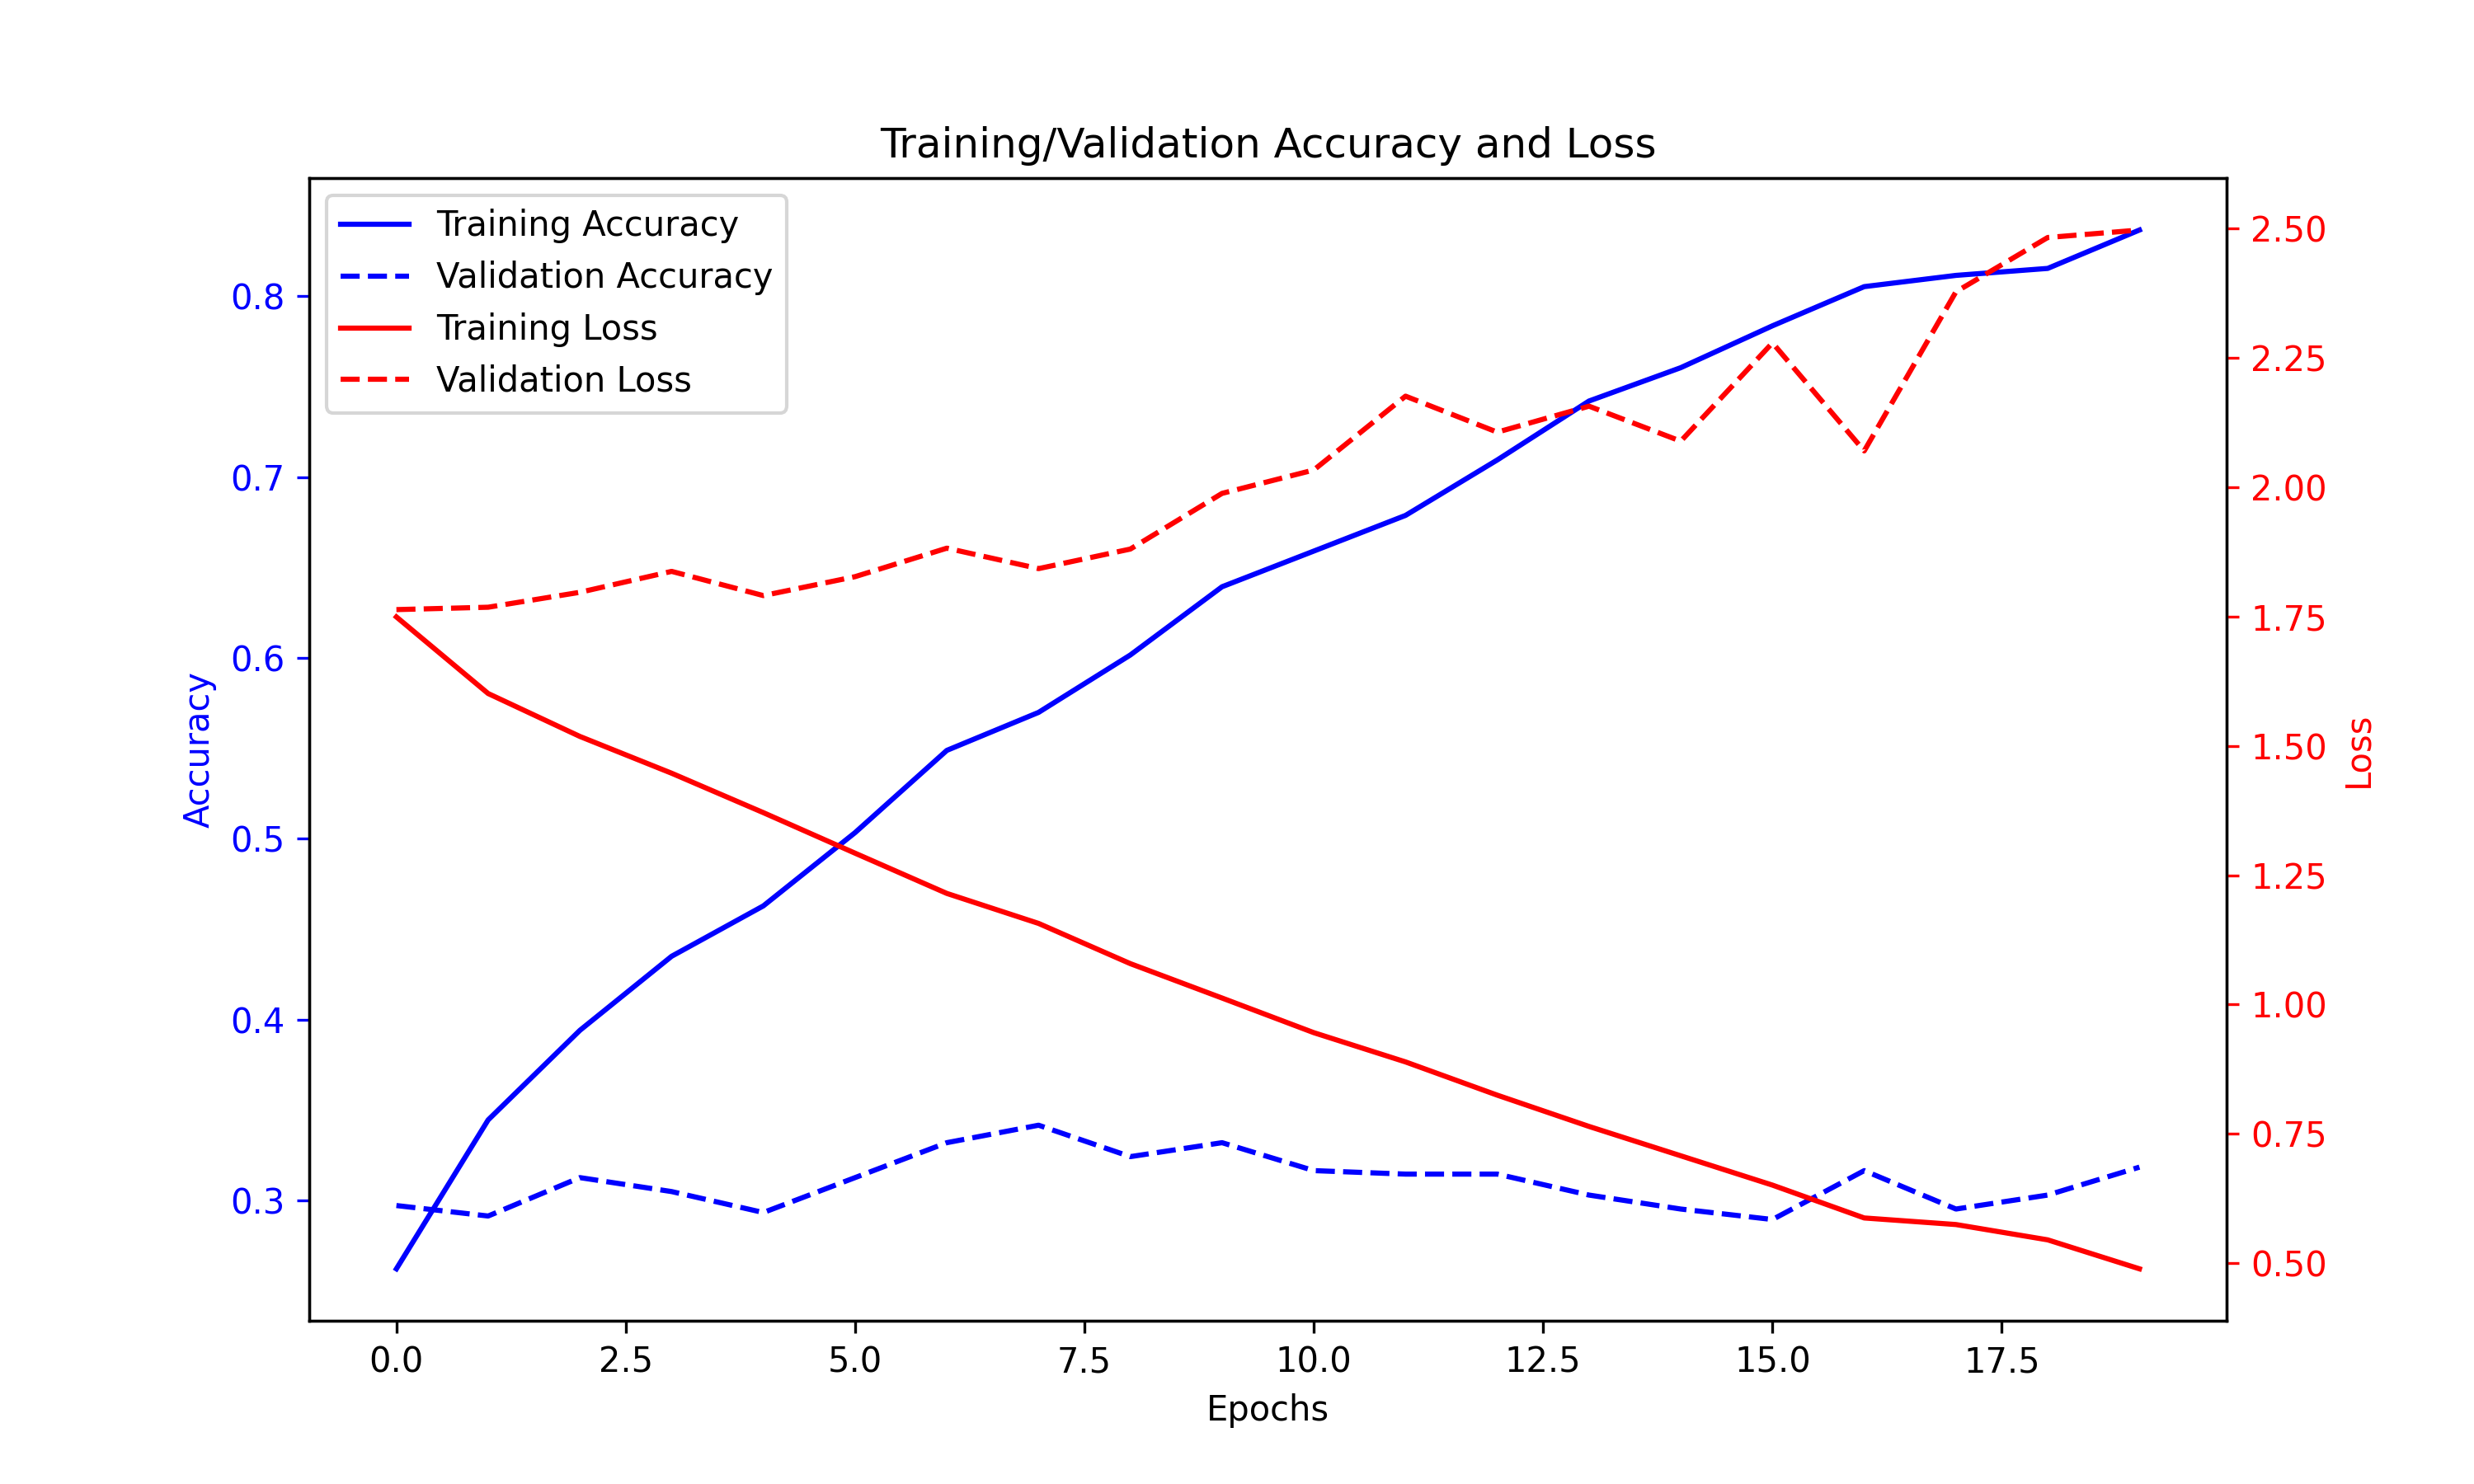 Training/Validation Accuracy and Loss
Training Accuracy
Validation Accuracy
Training Loss
Validation Loss
Accuracy
0.8
0.7
0.6
0.5
0.4
0.3
2.50
2.25
2.00
1.75
1.50
1.25
1.00
0.75
0.50
Loss
0.0 2.5 5.0 7.5 10.0 12.5 15.0 17.5
Epochs